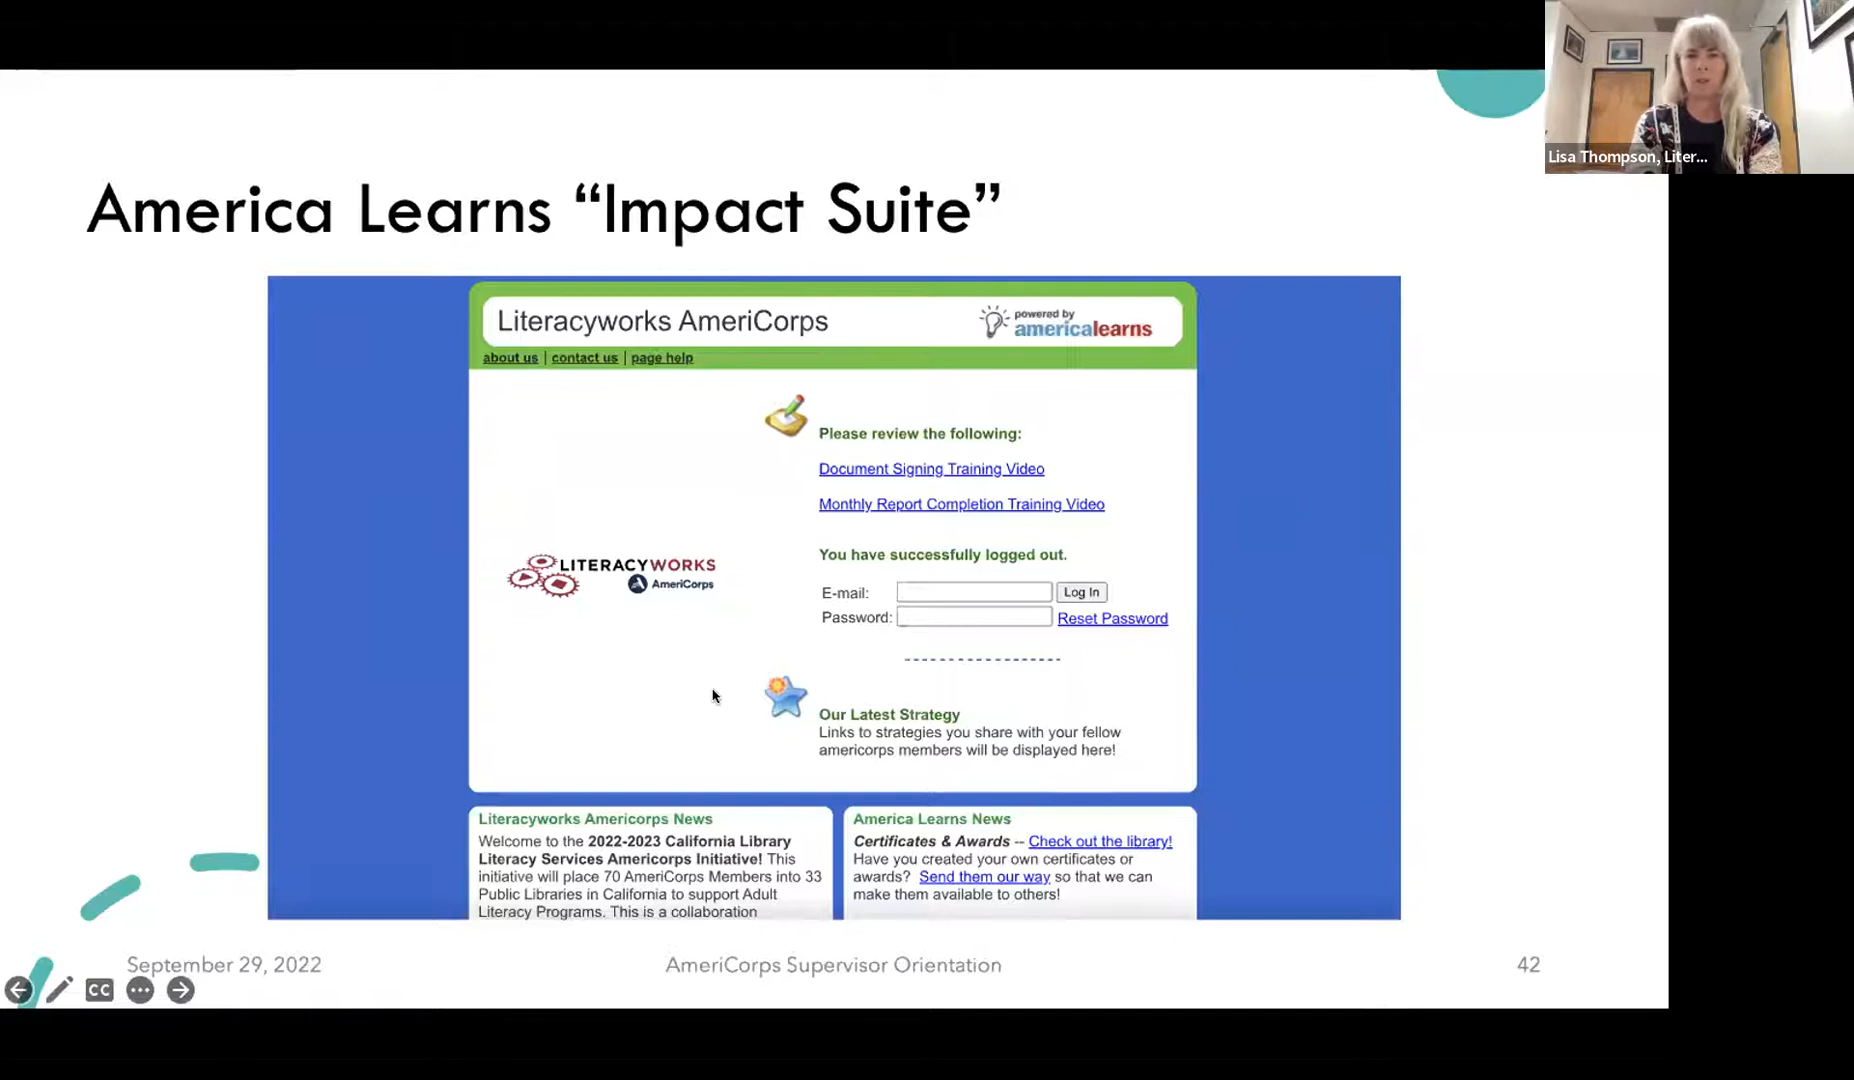 Lisa Thompson, Liter...
America Learns “Impact Suite”
Literacyworks AmeriCorps
powered by
americalearns
about us | contact us | page help
Please review the following:
Document Signing Training Video
Monthly Report Completion Training Video
LITERACYWORKS
AmeriCorps
You have successfully logged out.
E-mail:
Log In
Password:
Reset Password
Our Latest Strategy
Links to strategies you share with your fellow
americorps members will be displayed here!
Literacyworks Americorps News
Welcome to the 2022-2023 California Library
Literacy Services Americorps Initiative! This
initiative will place 70 AmeriCorps Members into 33
Public Libraries in California to support Adult
Literacy Programs. This is a collaboration
America Learns News
Certificates & Awards -- Check out the library!
Have you created your own certificates or
awards? Send them our way so that we can
make them available to others!
September 29, 2022
AmeriCorps Supervisor Orientation
42
CC